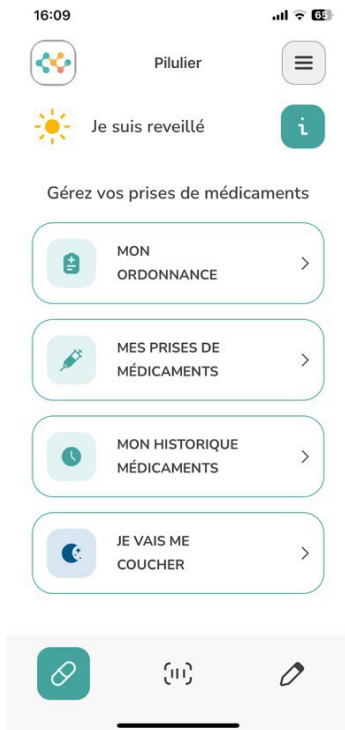 16:09
65
Pilulier
Je suis reveillé
i
Gérez vos prises de médicaments
MON
ORDONNANCE
MES PRISES DE
MÉDICAMENTS
MON HISTORIQUE
MÉDICAMENTS
JE VAIS ME
COUCHER